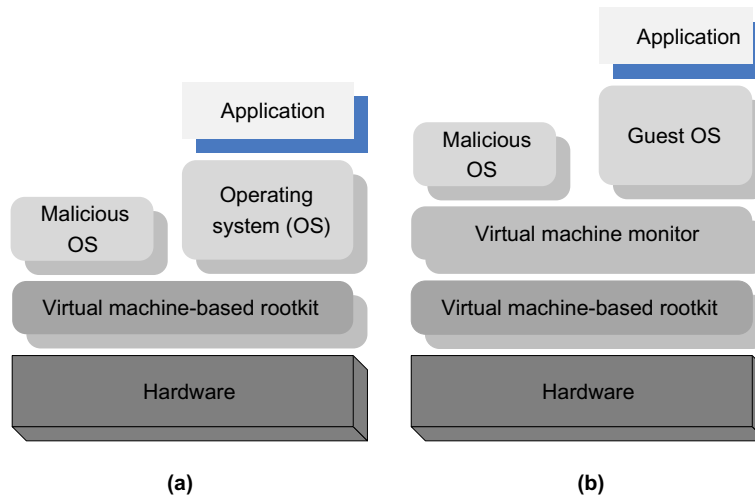 Application
Malicious
OS
Operating
system (OS)
Virtual machine-based rootkit
Hardware
(a)
Application
Malicious
OS
Guest OS
Virtual machine monitor
Virtual machine-based rootkit
Hardware
(b)